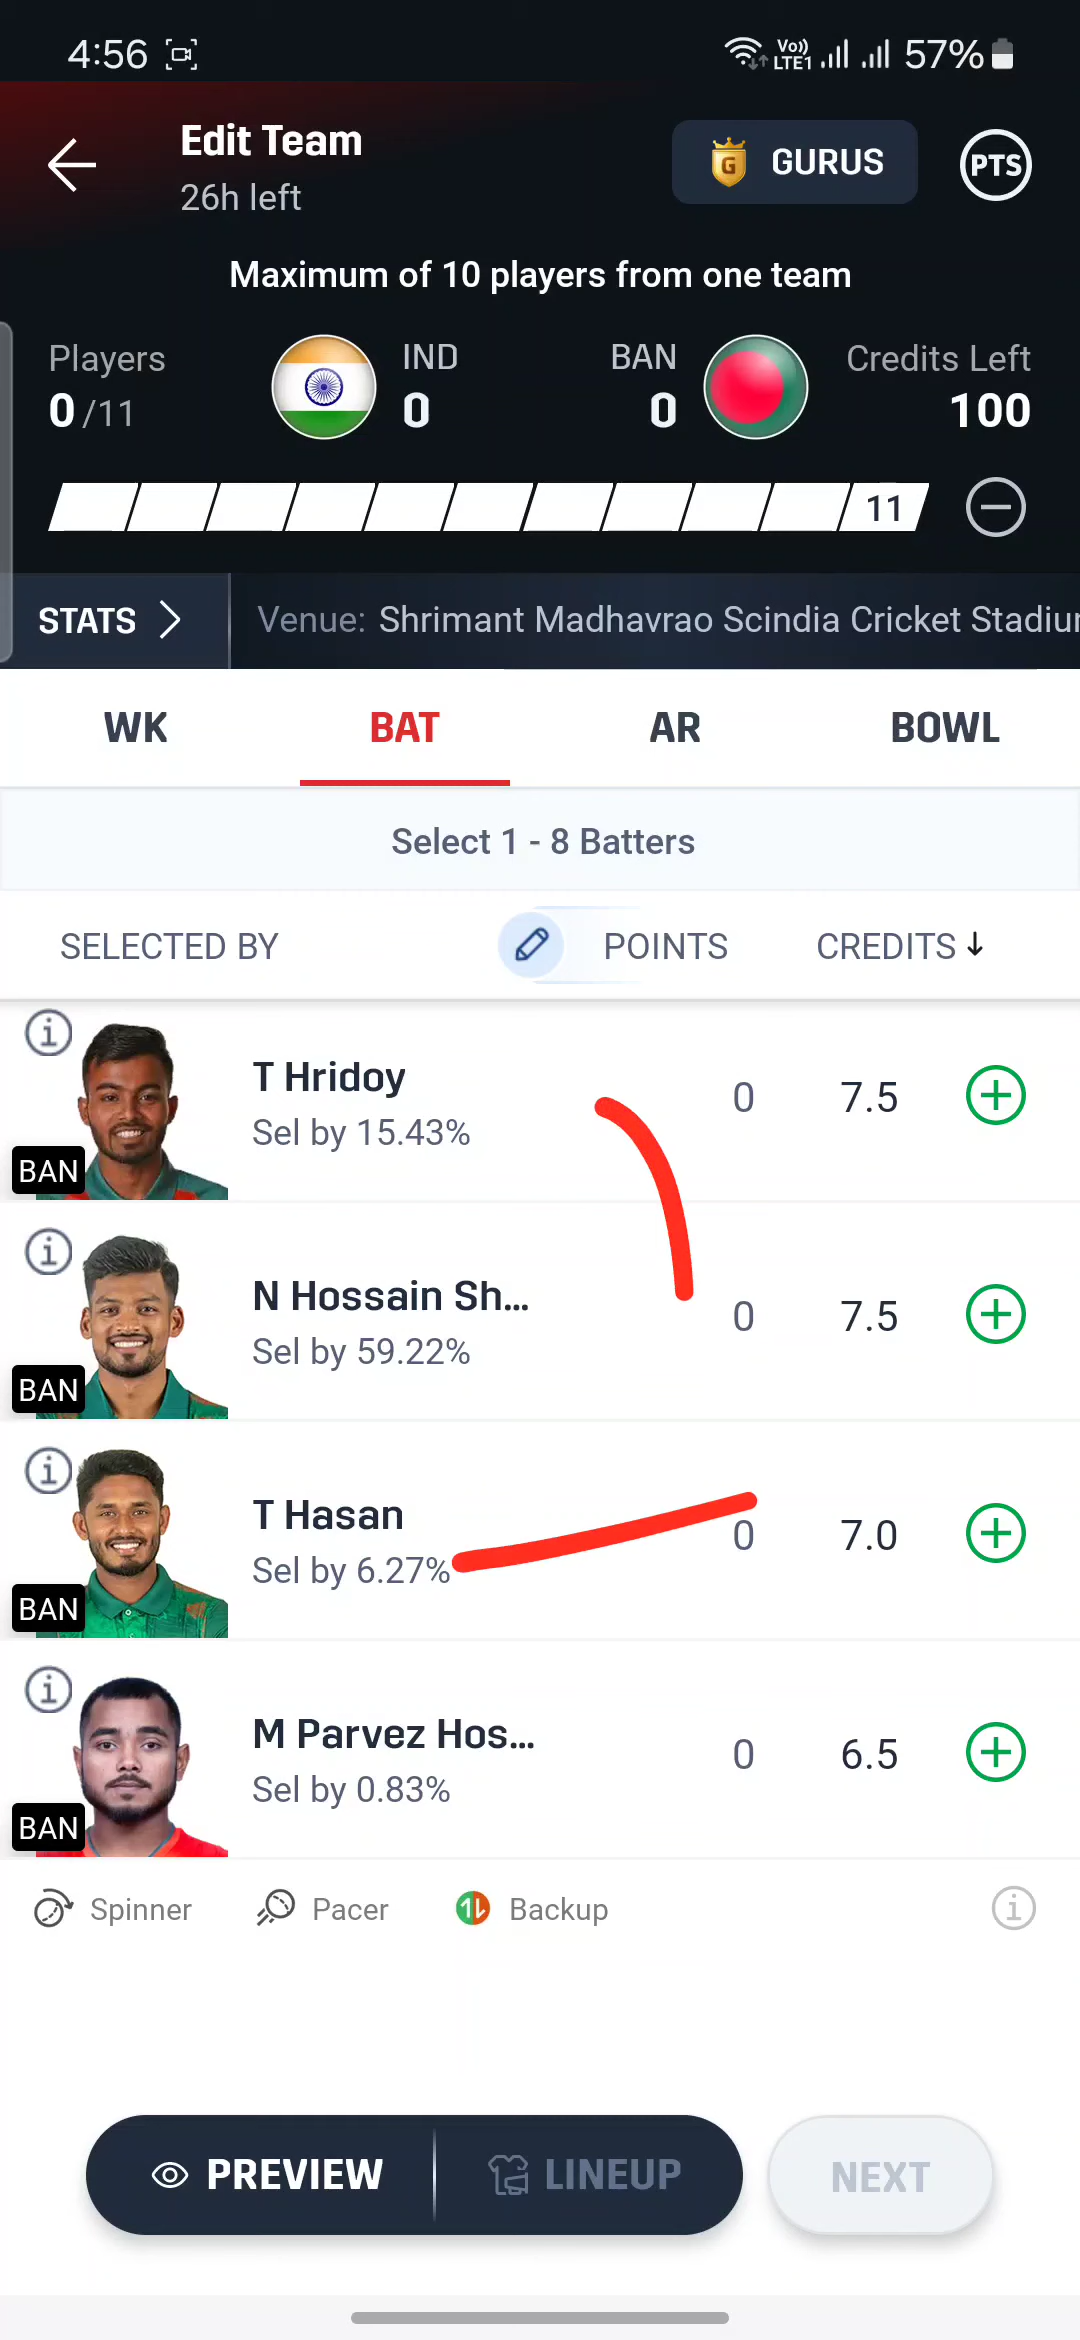 4:56
Vo)) LTE1 57%
Edit Team
26h left
GURUS
PTS
Maximum of 10 players from one team
Players
0/11
IND
0
BAN
0
Credits Left
100
11
STATS
Venue: Shrimant Madhavrao Scindia Cricket Stadiu
WK
BAT
AR
BOWL
Select 1 - 8 Batters
SELECTED BY
POINTS
CREDITS
T Hridoy
Sel by 15.43%
BAN
0
7.5
N Hossain Sh...
Sel by 59.22%
BAN
0
7.5
T Hasan
Sel by 6.27%
BAN
0
7.0
M Parvez Hos...
Sel by 0.83%
BAN
0
6.5
Spinner
Pacer
Backup
PREVIEW
LINEUP
NEXT